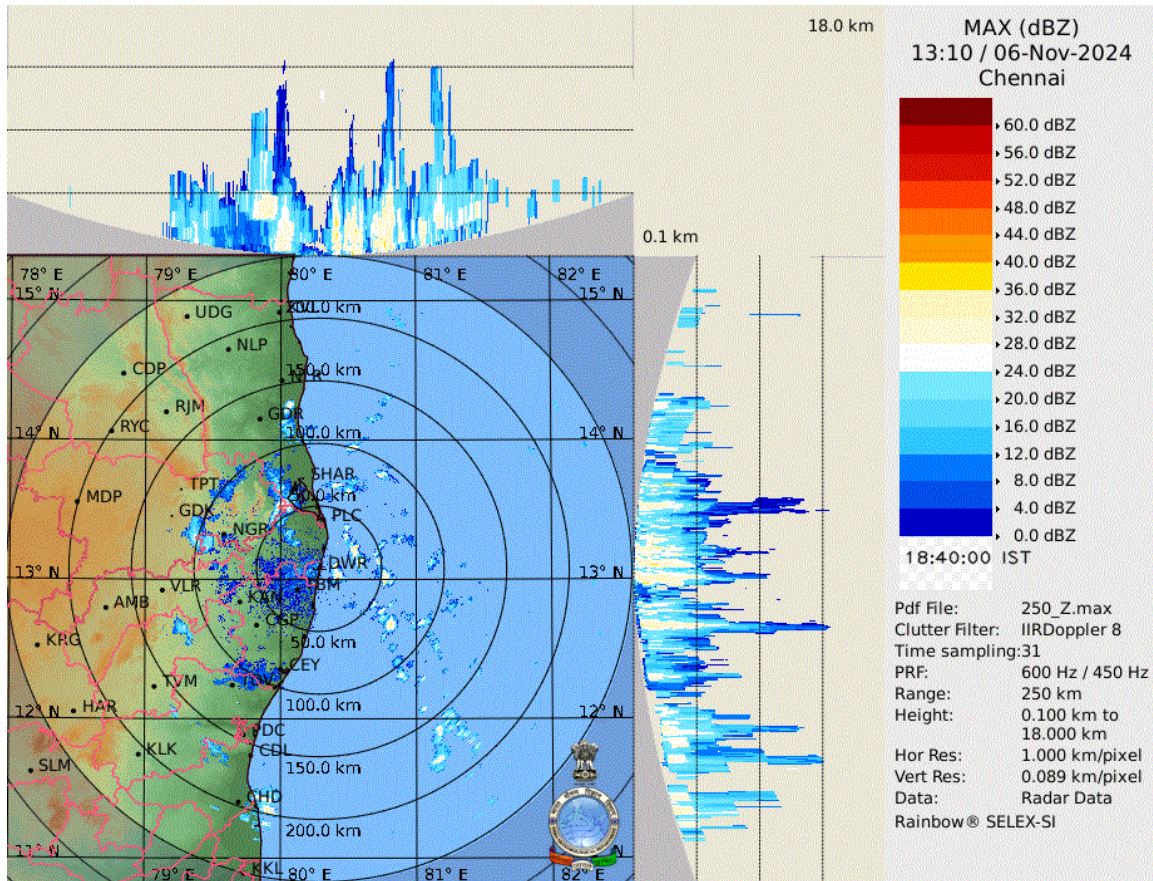 18.0 km
0.1 km
MAX (dBZ)
13:10 / 06-Nov-2024
Chennai
60.0 dBZ
56.0 dBZ
52.0 dBZ
48.0 dBZ
44.0 dBZ
40.0 dBZ
36.0 dBZ
32.0 dBZ
28.0 dBZ
24.0 dBZ
20.0 dBZ
16.0 dBZ
12.0 dBZ
8.0 dBZ
4.0 dBZ
0.0 dBZ
18:40:00 IST
Pdf File: 250_Z.max
Clutter Filter: IIRDoppler 8
Time sampling:31
PRF: 600 Hz / 450 Hz
Range: 250 km
Height: 0.100 km to
18.000 km
Hor Res: 1.000 km/pixel
Vert Res: 0.089 km/pixel
Data: Radar Data
Rainbow® SELEX-SI
78° E 79° E 80° E 81° E 82° E
15° N 15° N
UDG
NLP
CDP
150.0 km
RJM
GDR
RYC
100.0 km
14° N 14° N
SHAR
TPT
MDP
GDK
PLC
NGR
DWR
13° N 13° N
VLR
KAN
AMB
CGP
KRG
50.0 km
CEY
TVM
HAR
100.0 km
12° N 12° N
PDC
KLK
CDL
SLM
150.0 km
CHD
200.0 km
KKL
79° E 80° E 81° E 82° E